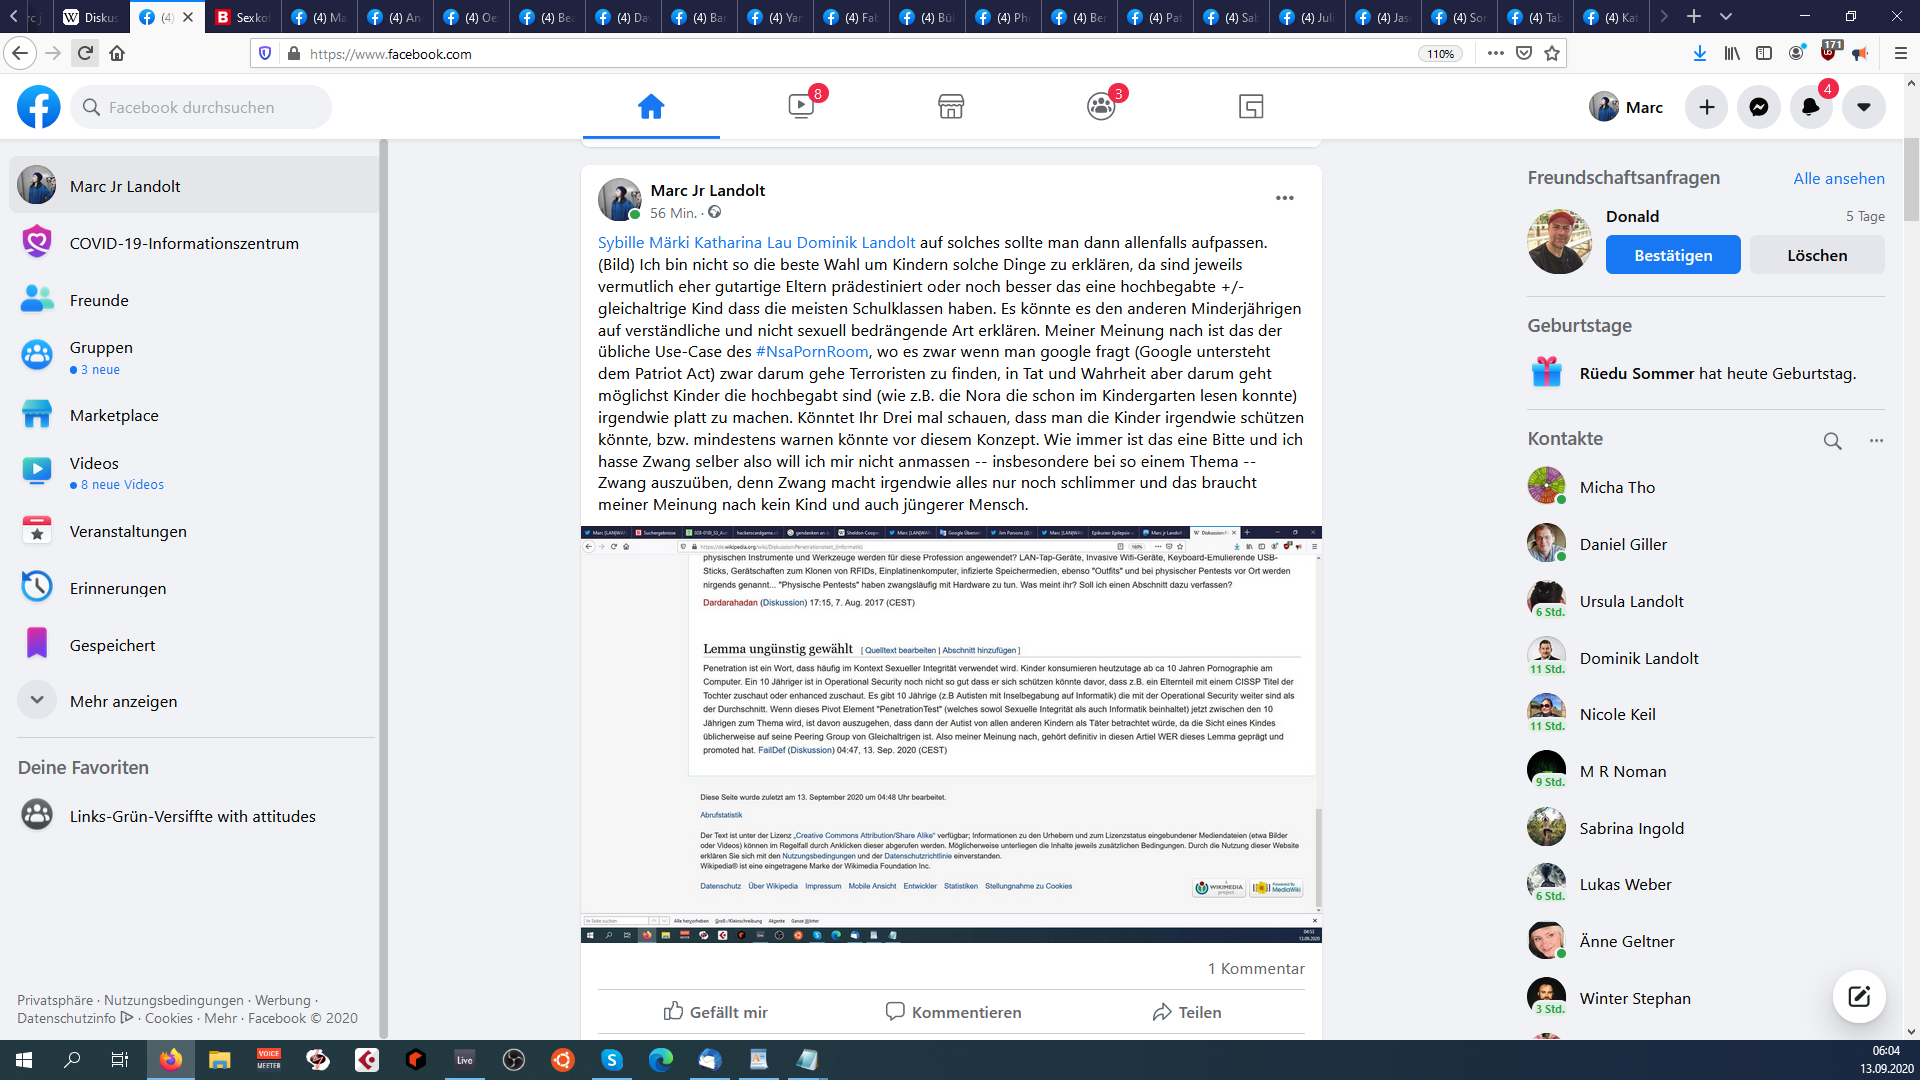 Diskus
(4)
Sexkof
(4) Ma
(4) An
(4) Oe
(4) Bea
(4) Da
(4) Bar
(4) Yar
(4) Fab
(4) Bül
(4) Phi
(4) Ber
(4) Pat
(4) Sab
(4) Juli
(4) Jas
(4) Sor
(4) Tab
(4) Kat
https://www.facebook.com
110%
171
Facebook durchsuchen
8
3
Marc
4
Marc Jr Landolt
COVID-19-Informationszentrum
Freunde
Gruppen
3 neue
Marketplace
Videos
8 neue Videos
Veranstaltungen
Erinnerungen
Gespeichert
Mehr anzeigen
Deine Favoriten
Links-Grün-Versiffte with attitudes
Privatsphäre · Nutzungsbedingungen · Werbung ·
Datenschutzinfo · Cookies · Mehr · Facebook © 2020
Marc Jr Landolt
56 Min. ·
Sybille Märki Katharina Lau Dominik Landolt auf solches sollte man dann allenfalls aufpassen.
(Bild) Ich bin nicht so die beste Wahl um Kindern solche Dinge zu erklären, da sind jeweils
vermutlich eher gutartige Eltern prädestiniert oder noch besser das eine hochbegabte +/-
gleichaltrige Kind dass die meisten Schulklassen haben. Es könnte es den anderen Minderjährigen
auf verständliche und nicht sexuell bedrängende Art erklären. Meiner Meinung nach ist das der
übliche Use-Case des #NsaPornRoom, wo es zwar wenn man google fragt (Google untersteht
dem Patriot Act) zwar darum gehe Terroristen zu finden, in Tat und Wahrheit aber darum geht
möglichst Kinder die hochbegabt sind (wie z.B. die Nora die schon im Kindergarten lesen konnte)
irgendwie platt zu machen. Könntet Ihr Drei mal schauen, dass man die Kinder irgendwie schützen
könnte, bzw. mindestens warnen könnte vor diesem Konzept. Wie immer ist das eine Bitte und ich
hasse Zwang selber also will ich mir nicht anmassen -- insbesondere bei so einem Thema --
Zwang auszuüben, denn Zwang macht irgendwie alles nur noch schlimmer und das braucht
meiner Meinung nach kein Kind und auch jüngerer Mensch.
physischen Instrumente und Werkzeuge werden für diese Profession angewendet? LAN-Tap-Geräte, Invasive Wifi-Geräte, Keyboard-Emulierende USB-
Sticks, Gerätschaften zum Klonen von RFIDs, Einplatinenkomputer, infizierte Speichermedien, ebenso "Outfits" und bei physischer Pentests vor Ort werden
nirgends genannt... "Physische Pentests" haben zwangsläufig mit Hardware zu tun. Was meint ihr? Soll ich einen Abschnitt dazu verfassen?
Dardarahadan (Diskussion) 17:15, 7. Aug. 2017 (CEST)
Lemma ungünstig gewählt [ Quelltext bearbeiten | Abschnitt hinzufügen ]
Penetration ist ein Wort, dass häufig im Kontext Sexueller Integrität verwendet wird. Kinder konsumieren heutzutage ab ca 10 Jahren Pornographie am
Computer. Ein 10 Jähriger ist in Operational Security noch nicht so gut dass er sich schützen könnte davor, dass z.B. ein Elternteil mit einem CISSP Titel der
Tochter zuschaut oder enhanced zuschaut. Es gibt 10 Jährige (z.B Autisten mit Inselbegabung auf Informatik) die mit der Operational Security weiter sind als
der Durchschnitt. Wenn dieses Pivot Element "PenetrationTest" (welches sowol Sexuelle Integrität als auch Informatik beinhaltet) jetzt zwischen den 10
Jährigen zum Thema wird, ist davon auszugehen, dass dann der Autist von allen anderen Kindern als Täter betrachtet würde, da die Sicht eines Kindes
üblicherweise auf seine Peering Group von Gleichaltrigen ist. Also meiner Meinung nach, gehört definitiv in diesen Artiel WER dieses Lemma geprägt und
promoted hat. FailDef (Diskussion) 04:47, 13. Sep. 2020 (CEST)
Diese Seite wurde zuletzt am 13. September 2020 um 04:48 Uhr bearbeitet.
Abrufstatistik
Der Text ist unter der Lizenz „Creative Commons Attribution/Share Alike“ verfügbar; Informationen zu den Urhebern und zum Lizenzstatus eingebundener Mediendateien (etwa Bilder
oder Videos) können im Regelfall durch Anklicken dieser abgerufen werden. Möglicherweise unterliegen die Inhalte jeweils zusätzlichen Bedingungen. Durch die Nutzung dieser Website
erklären Sie sich mit den Nutzungsbedingungen und der Datenschutzrichtlinie einverstanden.
Wikipedia® ist eine eingetragene Marke der Wikimedia Foundation Inc.
Datenschutz Über Wikipedia Impressum Mobile Ansicht Entwickler Statistiken Stellungnahme zu Cookies
WIKIMEDIA project
Powered By MediaWiki
1 Kommentar
Gefällt mir
Kommentieren
Teilen
Freundschaftsanfragen
Alle ansehen
Donald
5 Tage
Bestätigen
Löschen
Geburtstage
Rüedu Sommer hat heute Geburtstag.
Kontakte
Micha Tho
Daniel Giller
Ursula Landolt
6 Std.
Dominik Landolt
11 Std.
Nicole Keil
11 Std.
M R Noman
9 Std.
Sabrina Ingold
Lukas Weber
6 Std.
Änne Geltner
Winter Stephan
3 Std.
VOICE MEETER
Live
06:04
13.09.2020